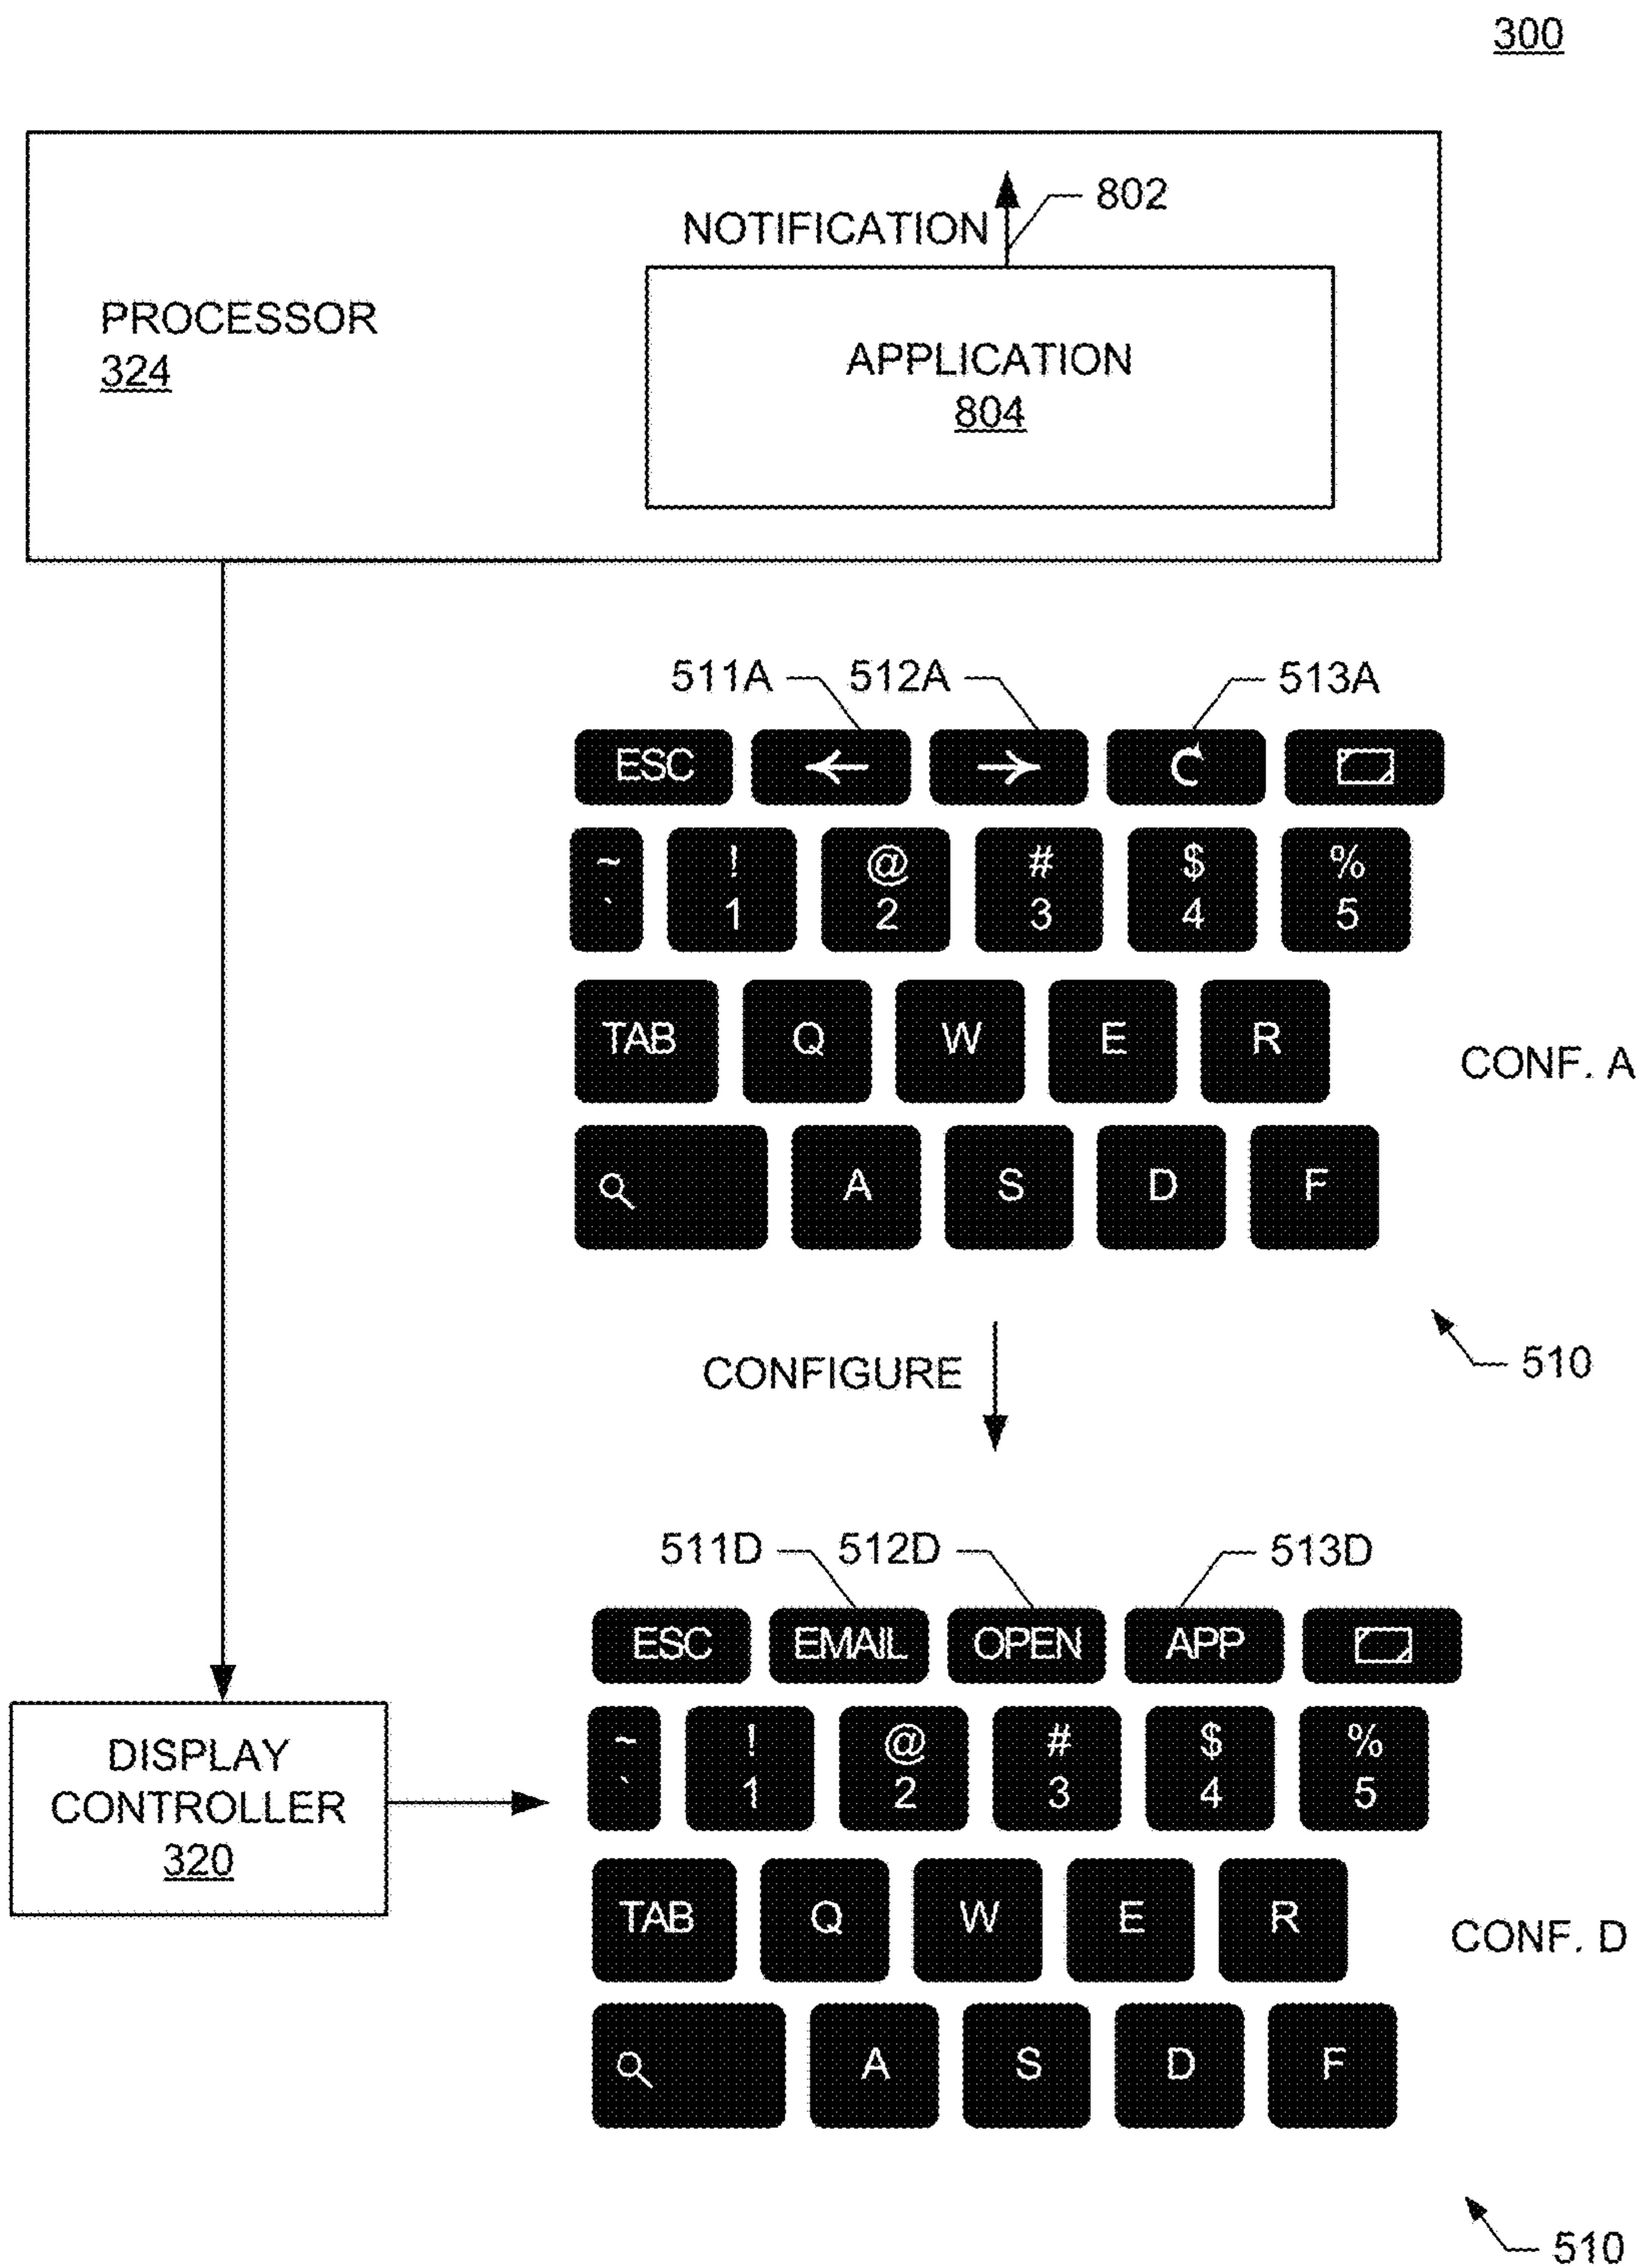 300
802
NOTIFICATION
PROCESSOR
324
APPLICATION
804
511A 512A 513A
ESC ← →
~ ! @ # $ %
` 1 2 3 4 5
TAB Q W E R
CONF. A
A S D F
CONFIGURE
510
511D 512D 513D
ESC EMAIL OPEN APP
~ ! @ # $ %
` 1 2 3 4 5
DISPLAY
CONTROLLER
320
TAB Q W E R
CONF. D
A S D F
510